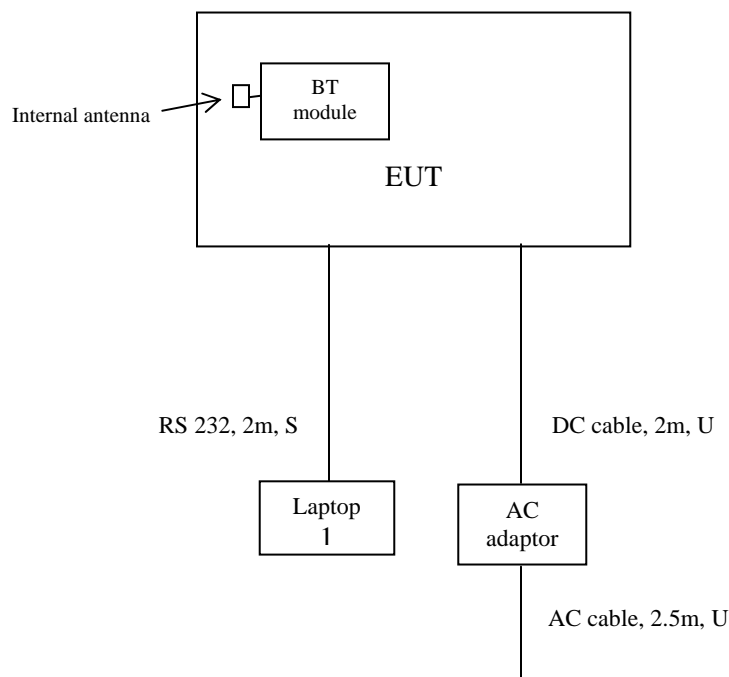 BT
module
Internal antenna
EUT
RS 232, 2m, S
DC cable, 2m, U
Laptop
1
AC
adaptor
AC cable, 2.5m, U